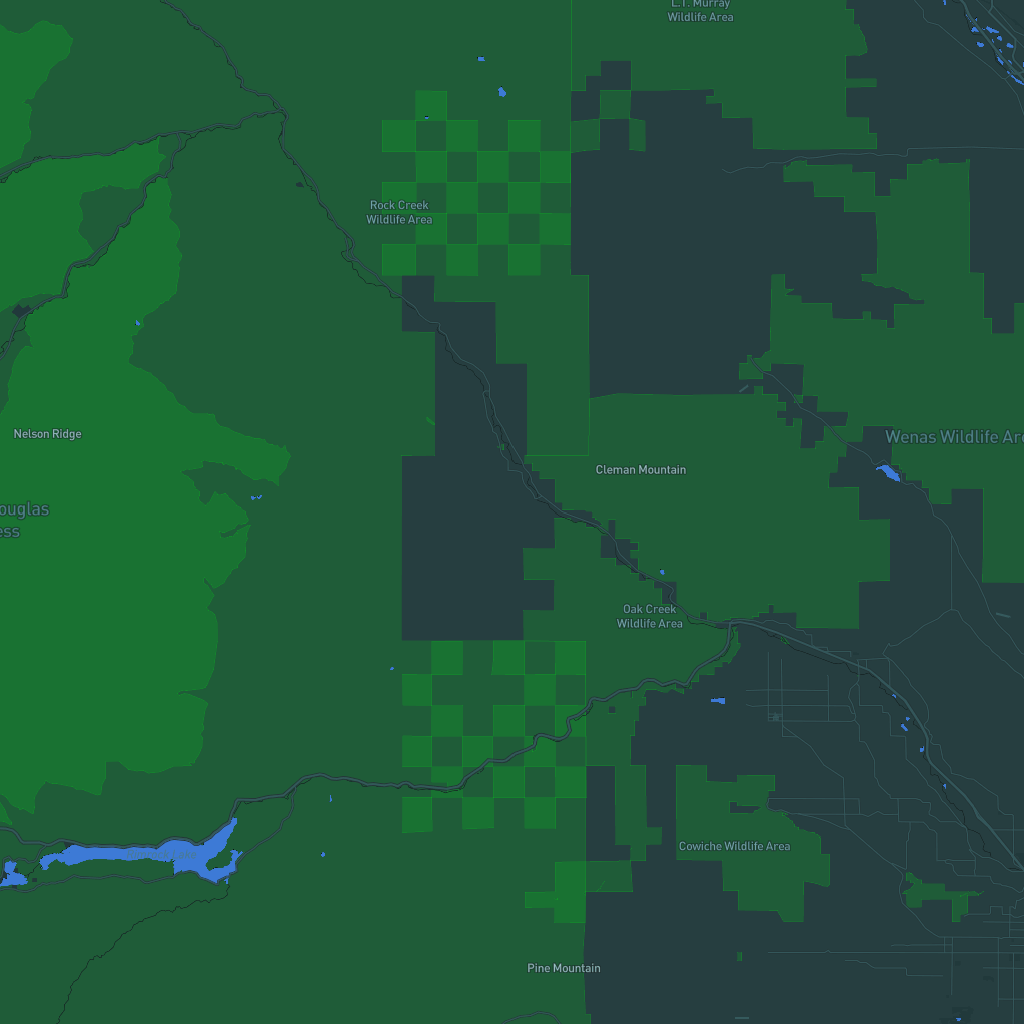 L.T. Murray
Wildlife Area
Rock Creek
Wildlife Area
Nelson Ridge
Wenas Wildlife Are
Cleman Mountain
ouglas
ess
Oak Creek
Wildlife Area
Cowiche Wildlife Area
Pine Mountain